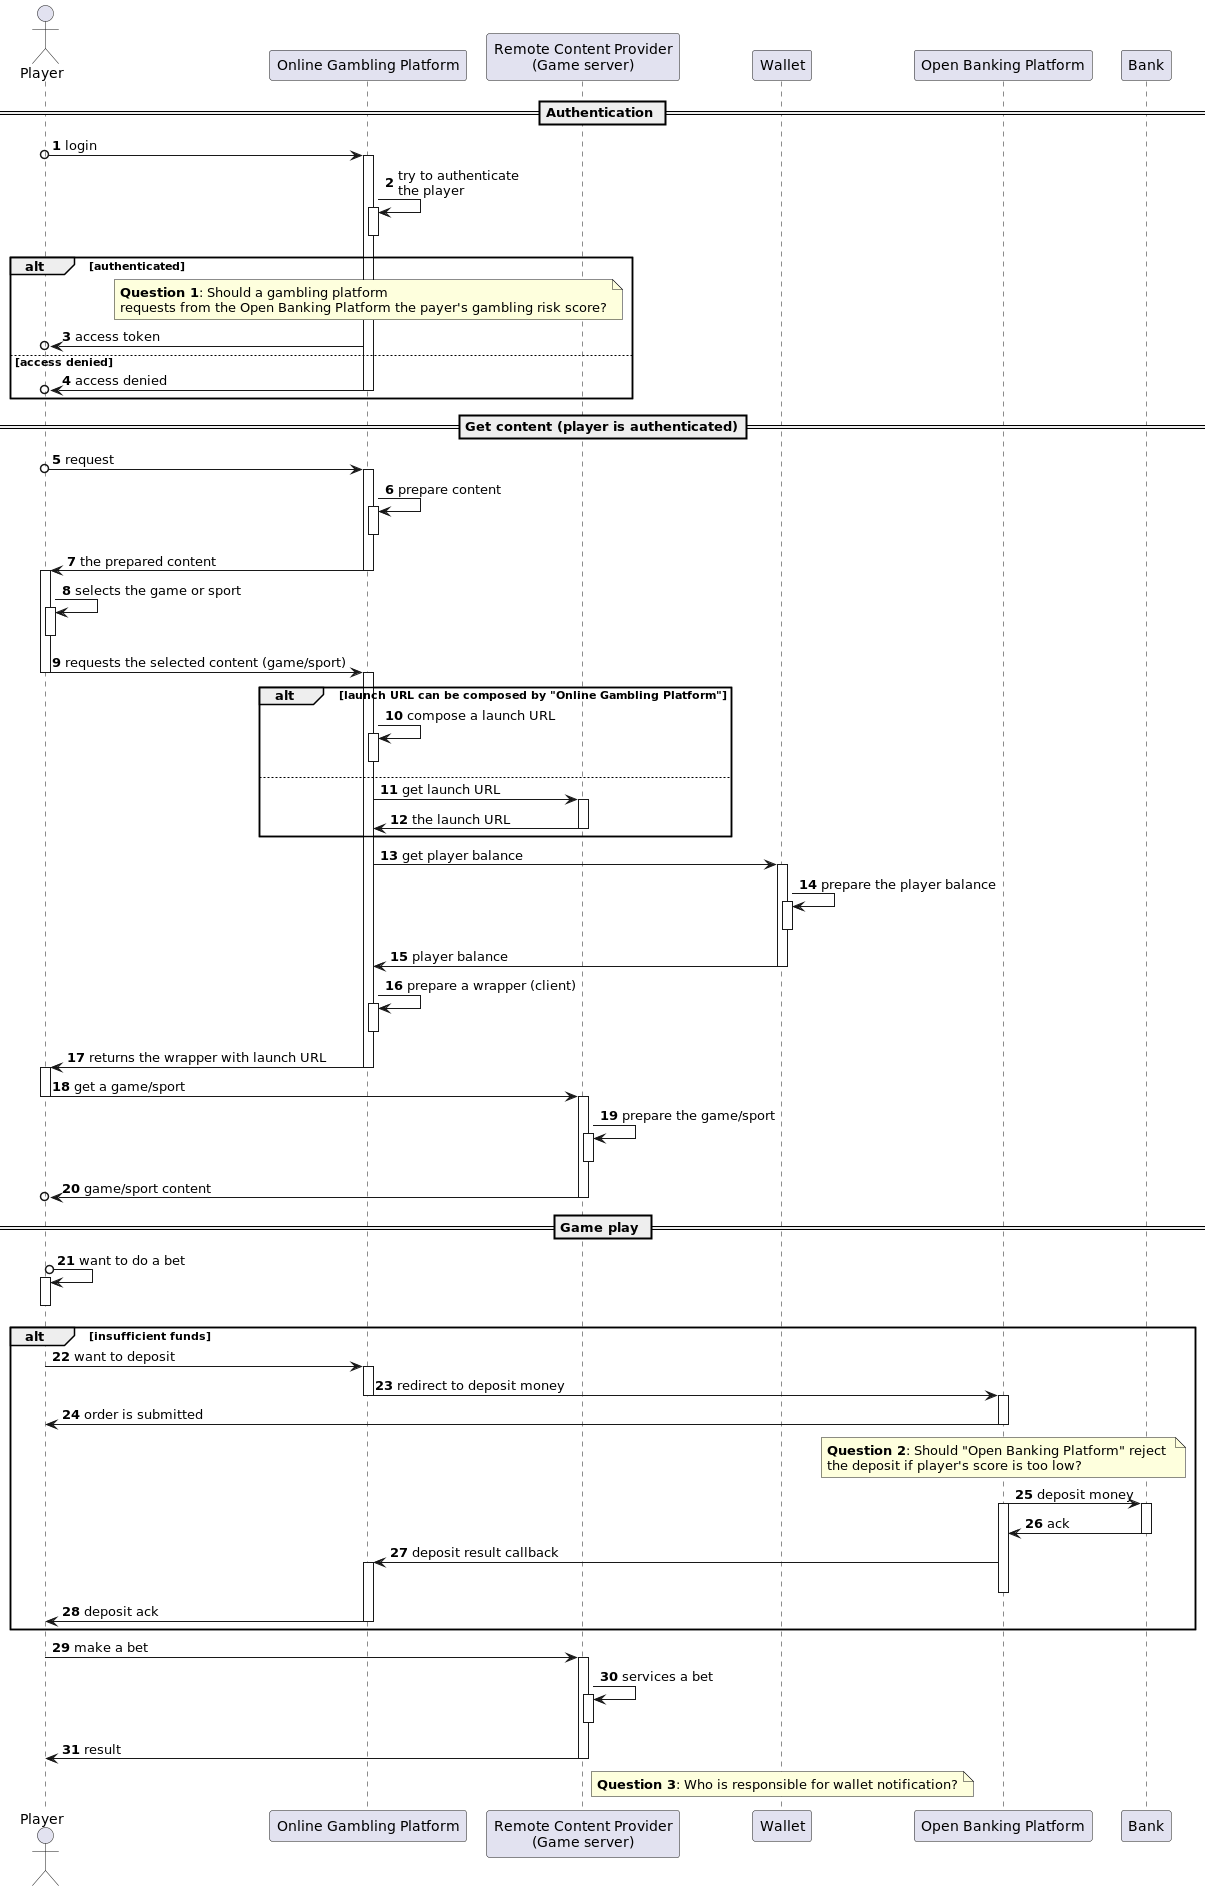 Player
Online Gambling Platform
Remote Content Provider
(Game server)
Wallet
Open Banking Platform
Bank
Authentication
1 login
2 try to authenticate
the player
alt [authenticated]
Question 1: Should a gambling platform
requests from the Open Banking Platform the payer's gambling risk score?
3 access token
[access denied]
4 access denied
Get content (player is authenticated)
5 request
6 prepare content
7 the prepared content
8 selects the game or sport
9 requests the selected content (game/sport)
alt [launch URL can be composed by "Online Gambling Platform"]
10 compose a launch URL
11 get launch URL
12 the launch URL
13 get player balance
14 prepare the player balance
15 player balance
16 prepare a wrapper (client)
17 returns the wrapper with launch URL
18 get a game/sport
19 prepare the game/sport
20 game/sport content
Game play
21 want to do a bet
alt [insufficient funds]
22 want to deposit
23 redirect to deposit money
24 order is submitted
Question 2: Should "Open Banking Platform" reject
the deposit if player's score is too low?
25 deposit money
26 ack
27 deposit result callback
28 deposit ack
29 make a bet
30 services a bet
31 result
Question 3: Who is responsible for wallet notification?
Player
Online Gambling Platform
Remote Content Provider
(Game server)
Wallet
Open Banking Platform
Bank